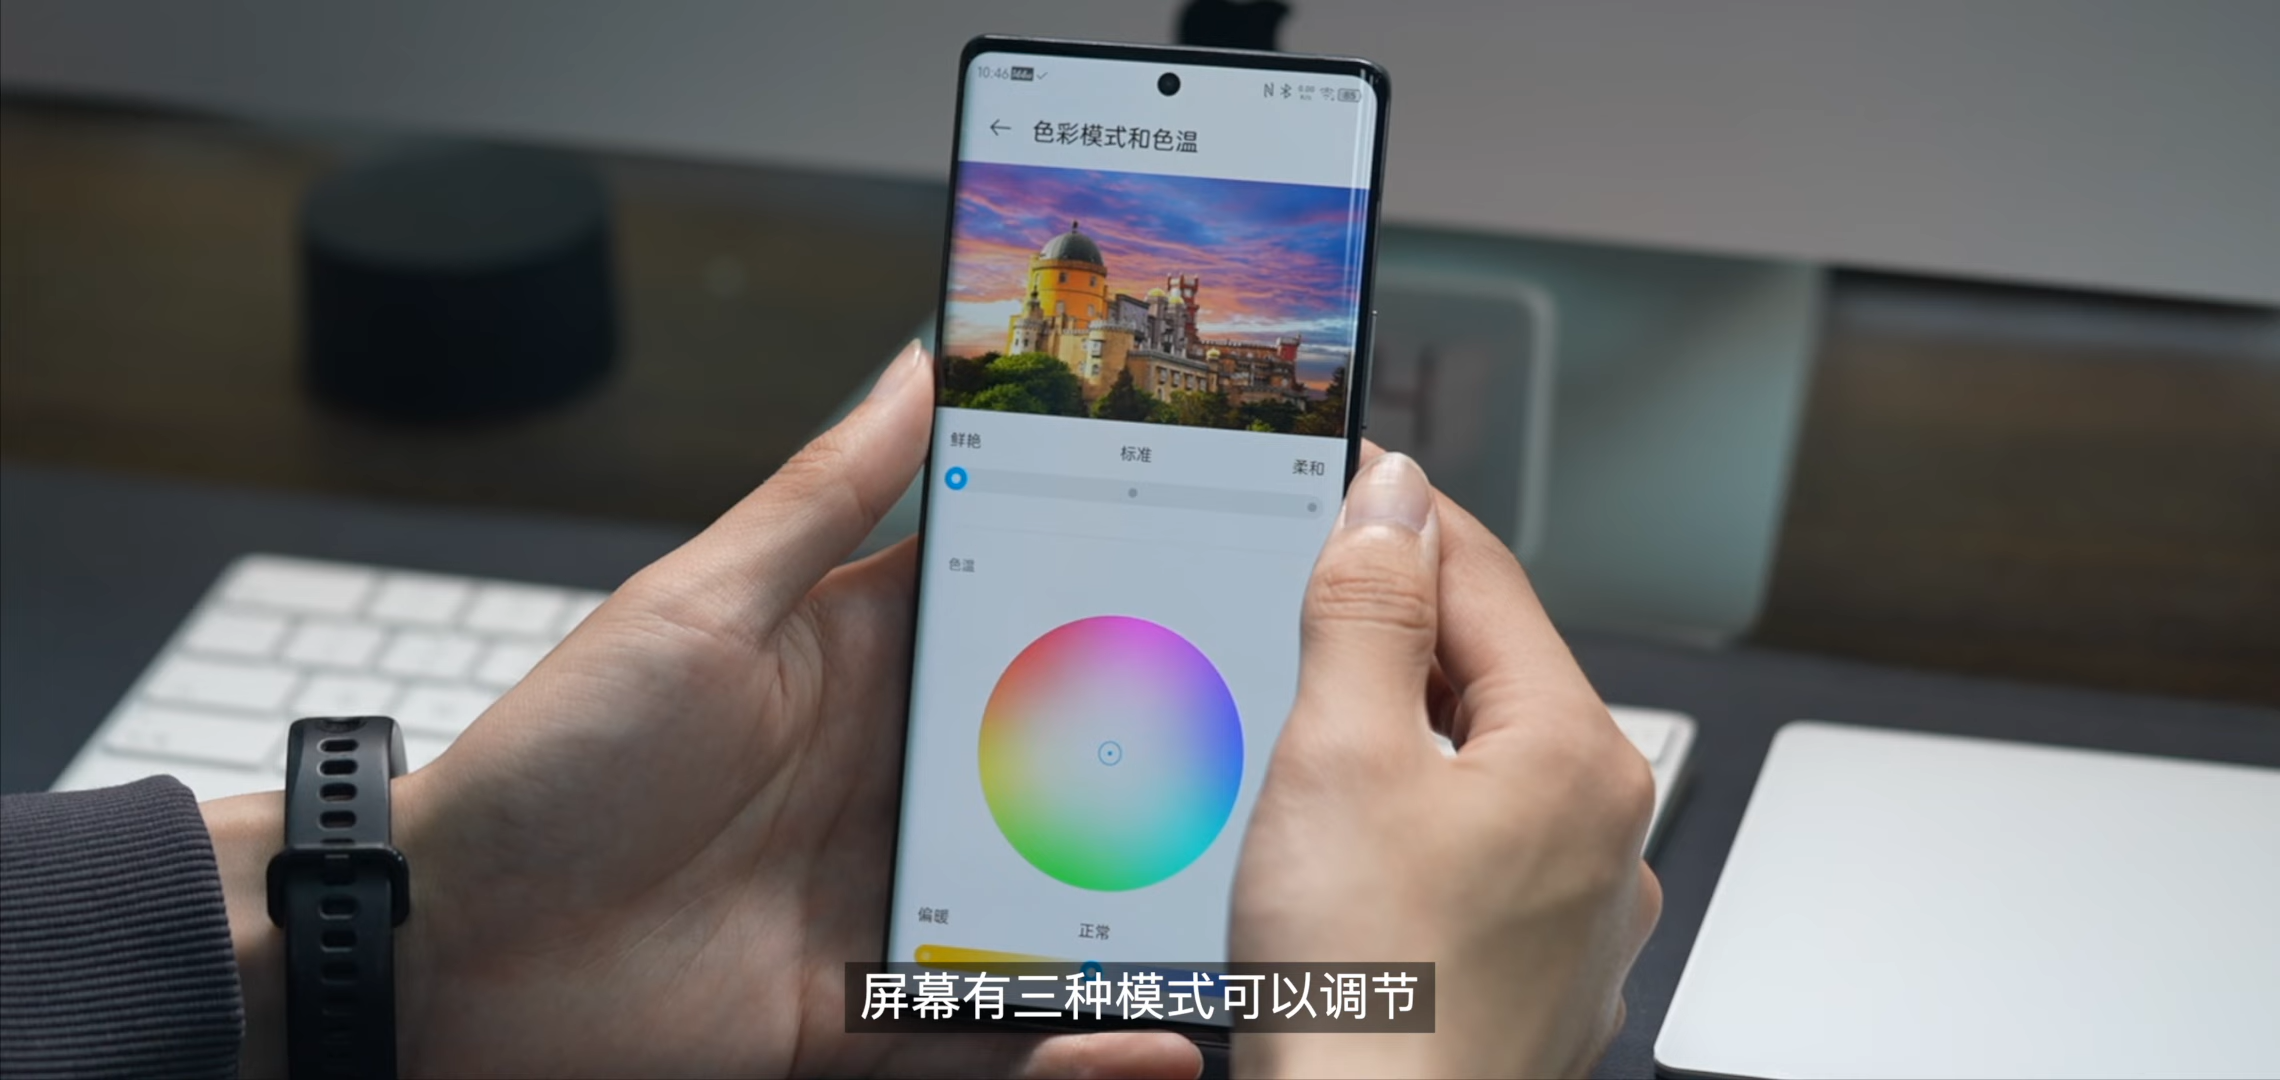 10:46
色彩模式和色温
鲜艳
标准
柔和
色温
偏暖
正常
屏幕有三种模式可以调节